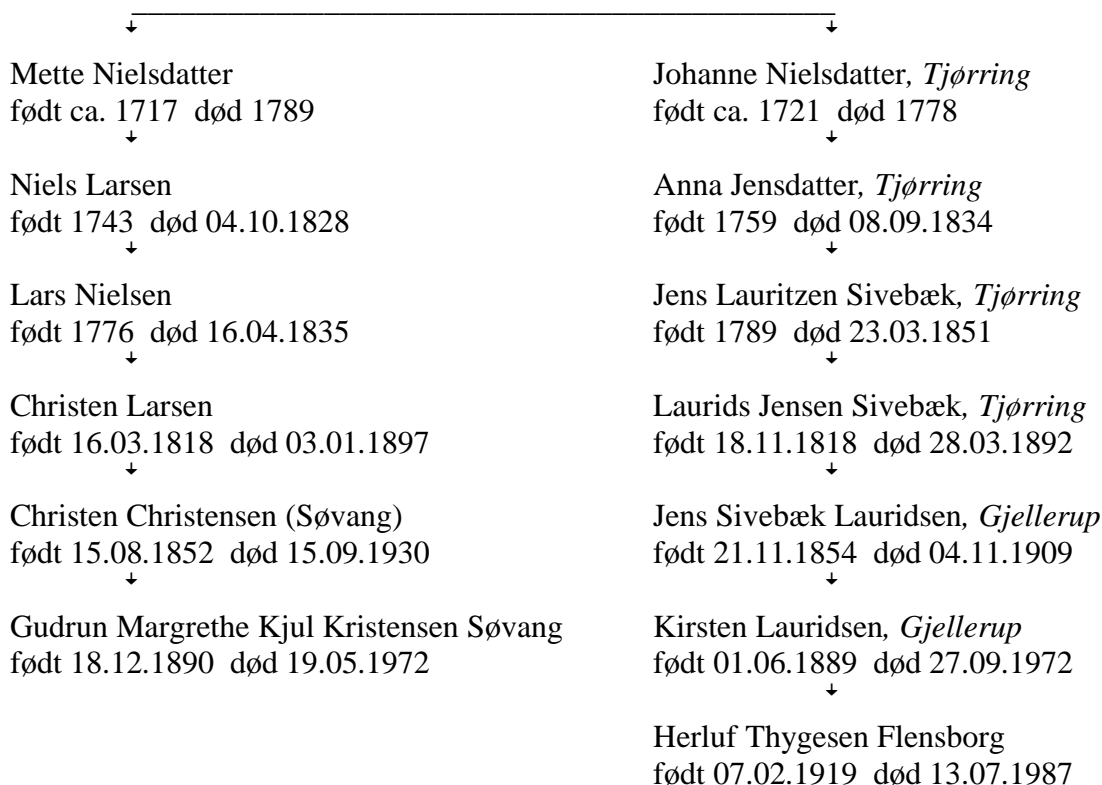 Mette Nielsdatter
født ca. 1717 død 1789
Niels Larsen
født 1743 død 04.10.1828
Lars Nielsen
født 1776 død 16.04.1835
Christen Larsen
født 16.03.1818 død 03.01.1897
Christen Christensen (Søvang)
født 15.08.1852 død 15.09.1930
Gudrun Margrethe Kjul Kristensen Søvang
født 18.12.1890 død 19.05.1972
Johanne Nielsdatter, Tjørring
født ca. 1721 død 1778
Anna Jensdatter, Tjørring
født 1759 død 08.09.1834
Jens Lauritzen Sivebæk, Tjørring
født 1789 død 23.03.1851
Laurids Jensen Sivebæk, Tjørring
født 18.11.1818 død 28.03.1892
Jens Sivebæk Lauridsen, Gjellerup
født 21.11.1854 død 04.11.1909
Kirsten Lauridsen, Gjellerup
født 01.06.1889 død 27.09.1972
Herluf Thygesen Flensborg
født 07.02.1919 død 13.07.1987